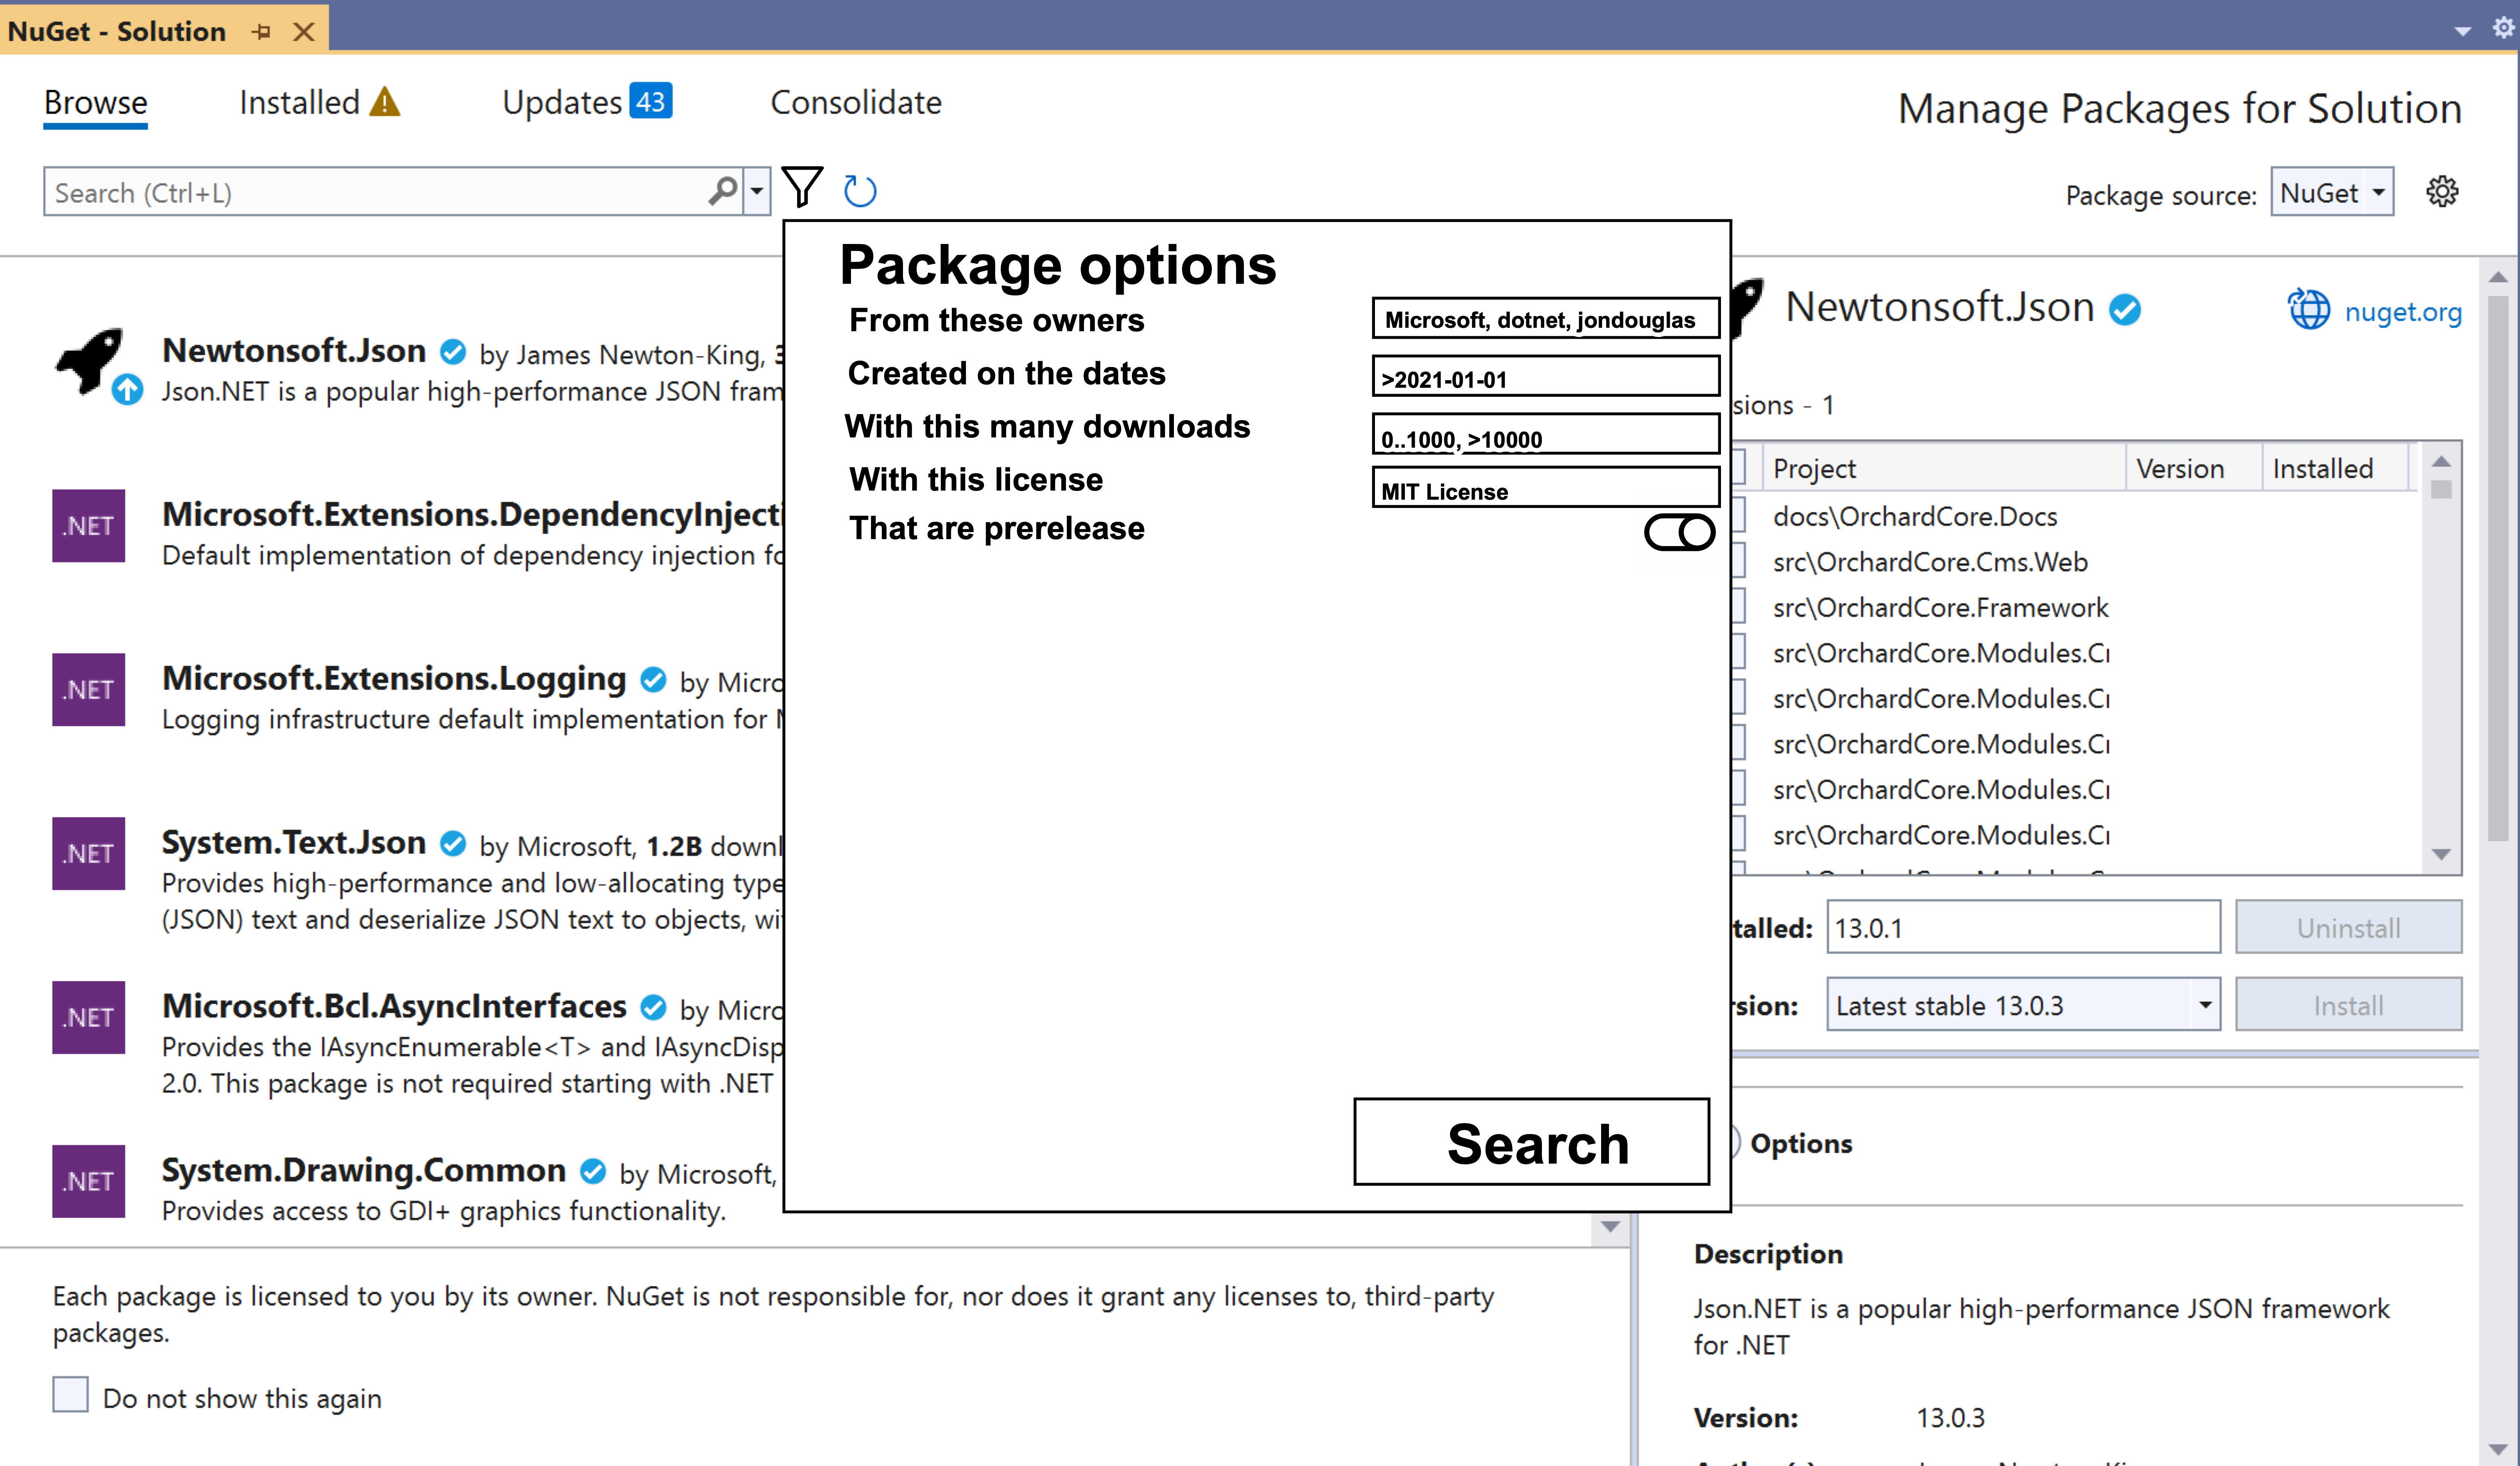 NuGet - Solution
Browse
Installed
Updates 43
Consolidate
Manage Packages for Solution
Search (Ctrl+L)
Package source: NuGet
Package options
From these owners
Microsoft, dotnet, jondouglas
Created on the dates
>2021-01-01
With this many downloads
0..1000, >10000
With this license
MIT License
That are prerelease
Search
Newtonsoft.Json by James Newton-King,
Json.NET is a popular high-performance JSON fram
.NET
Microsoft.Extensions.DependencyInjecti
Default implementation of dependency injection fo
.NET
Microsoft.Extensions.Logging by Micro
Logging infrastructure default implementation for
.NET
System.Text.Json by Microsoft, 1.2B downl
Provides high-performance and low-allocating type
(JSON) text and deserialize JSON text to objects, wi
.NET
Microsoft.Bcl.AsyncInterfaces by Micro
Provides the IAsyncEnumerable<T> and IAsyncDisp
2.0. This package is not required starting with .NET
.NET
System.Drawing.Common by Microsoft,
Provides access to GDI+ graphics functionality.
Each package is licensed to you by its owner. NuGet is not responsible for, nor does it grant any licenses to, third-party
packages.
Do not show this again
Newtonsoft.Json
nuget.org
sions - 1
Project Version Installed
docs\OrchardCore.Docs
src\OrchardCore.Cms.Web
src\OrchardCore.Framework
src\OrchardCore.Modules.C
src\OrchardCore.Modules.C
src\OrchardCore.Modules.C
src\OrchardCore.Modules.C
src\OrchardCore.Modules.C
talled: 13.0.1
Uninstall
sion: Latest stable 13.0.3
Install
Options
Description
Json.NET is a popular high-performance JSON framework
for .NET
Version: 13.0.3